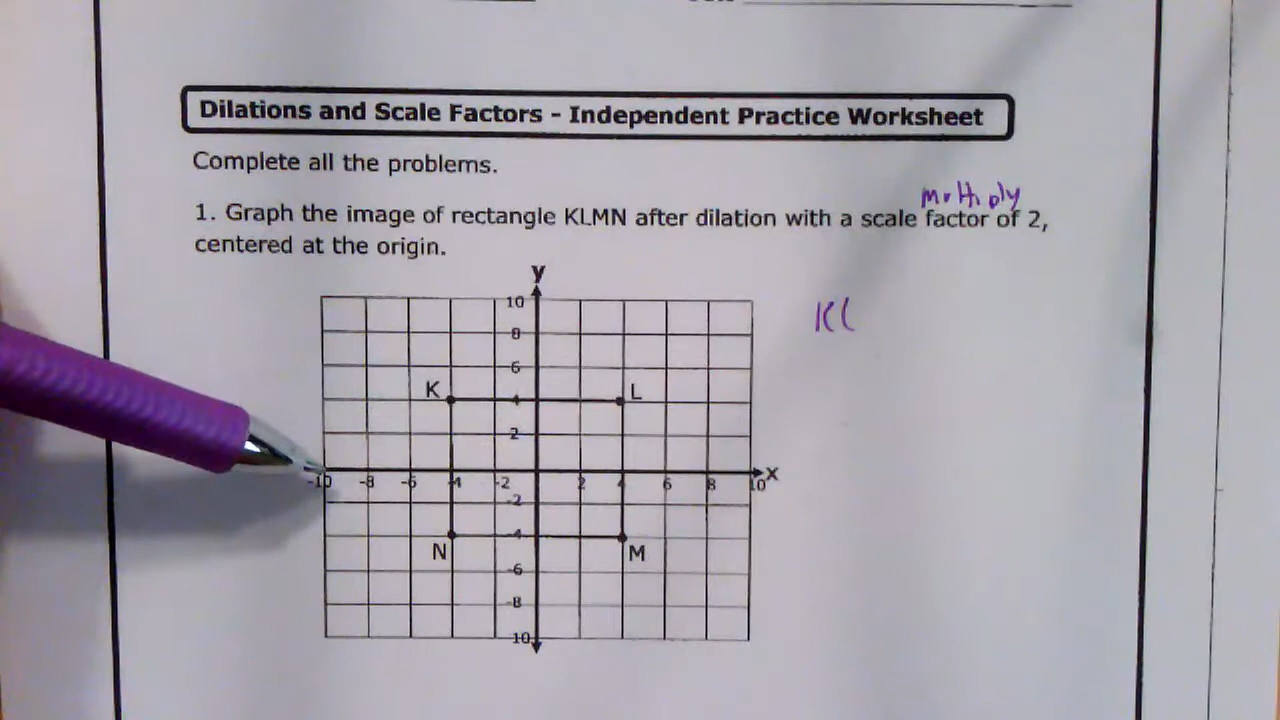 Dilations and Scale Factors - Independent Practice Worksheet
Complete all the problems.
multiply
1. Graph the image of rectangle KLMN after dilation with a scale factor of 2,
centered at the origin.
y
10
8
6
K 4 L
2
-10 -8 -6 -4 -2 2 4 6 8 10 x
-2
-4
N M
-6
-8
10
K(